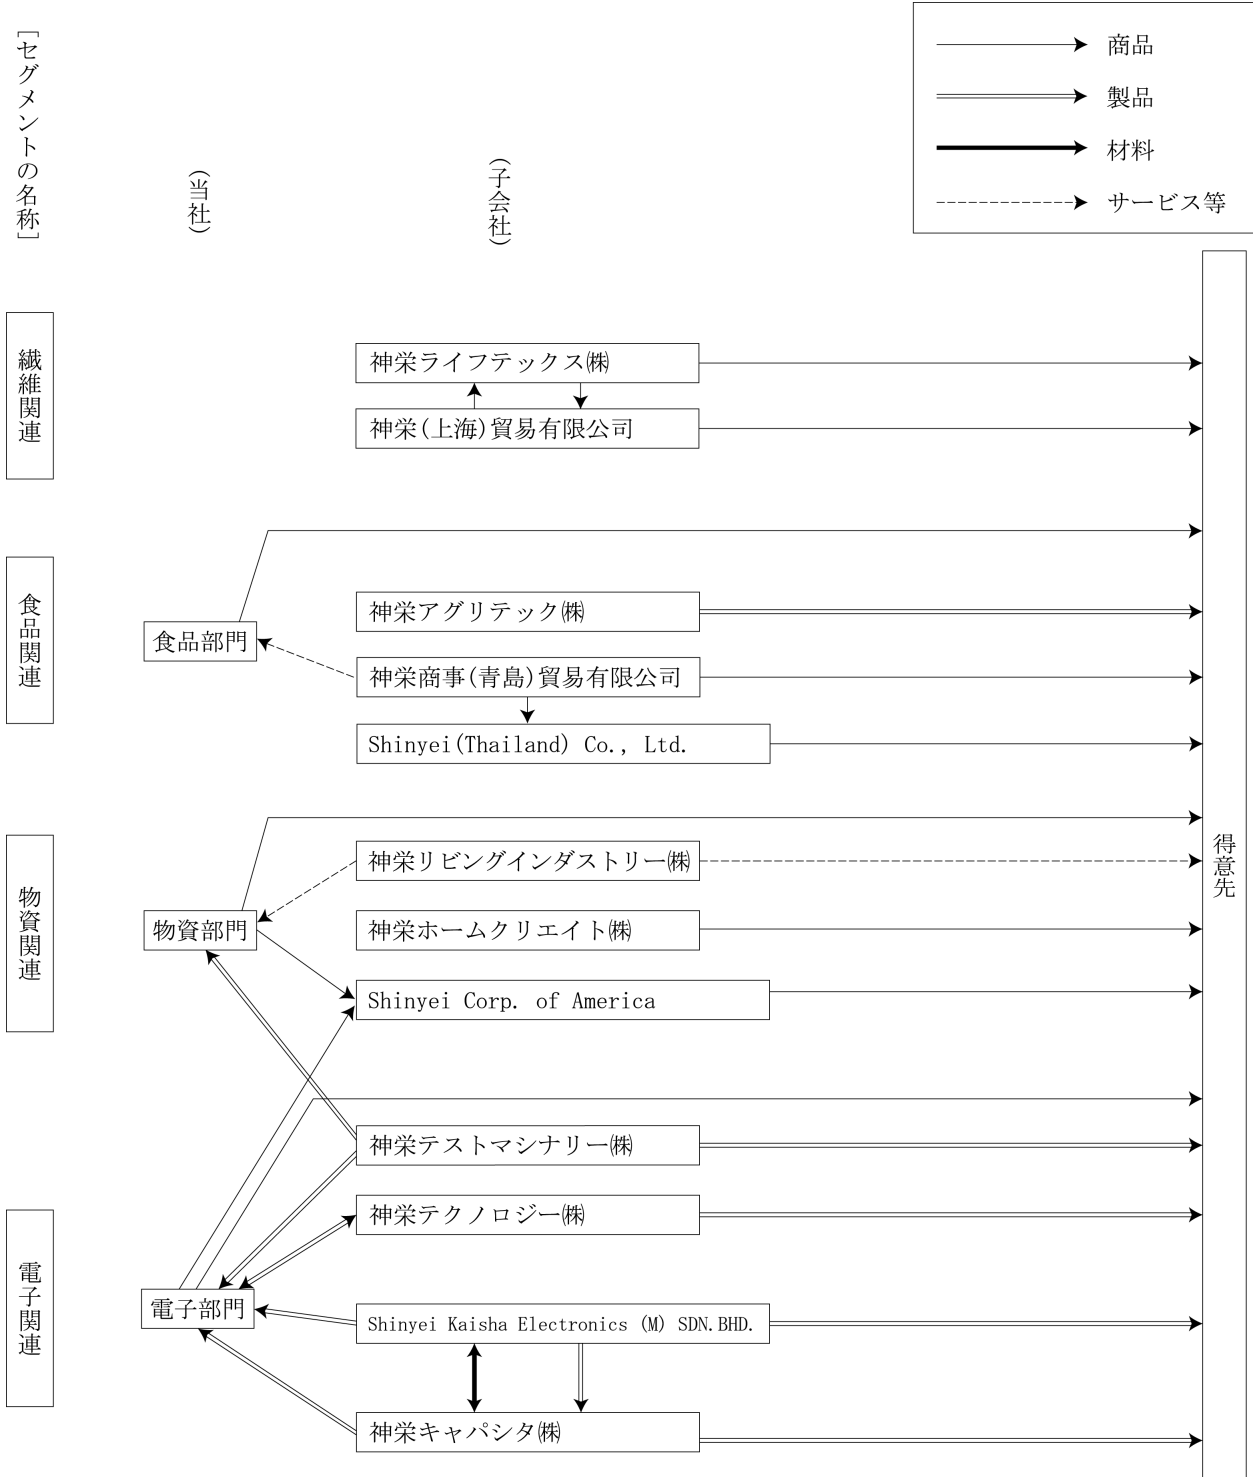 ［セグメントの名称］
（当社）
（子会社）
商品
製品
材料
サービス等
繊維関連
神栄ライフテックス㈱
神栄(上海)貿易有限公司
食品関連
食品部門
神栄アグリテック㈱
神栄商事(青島)貿易有限公司
Shinyei(Thailand) Co., Ltd.
物資関連
物資部門
神栄リビングインダストリー㈱
神栄ホームクリエイト㈱
Shinyei Corp. of America
得意先
電子関連
電子部門
神栄テストマシナリー㈱
神栄テクノロジー㈱
Shinyei Kaisha Electronics (M) SDN.BHD.
神栄キャパシタ㈱